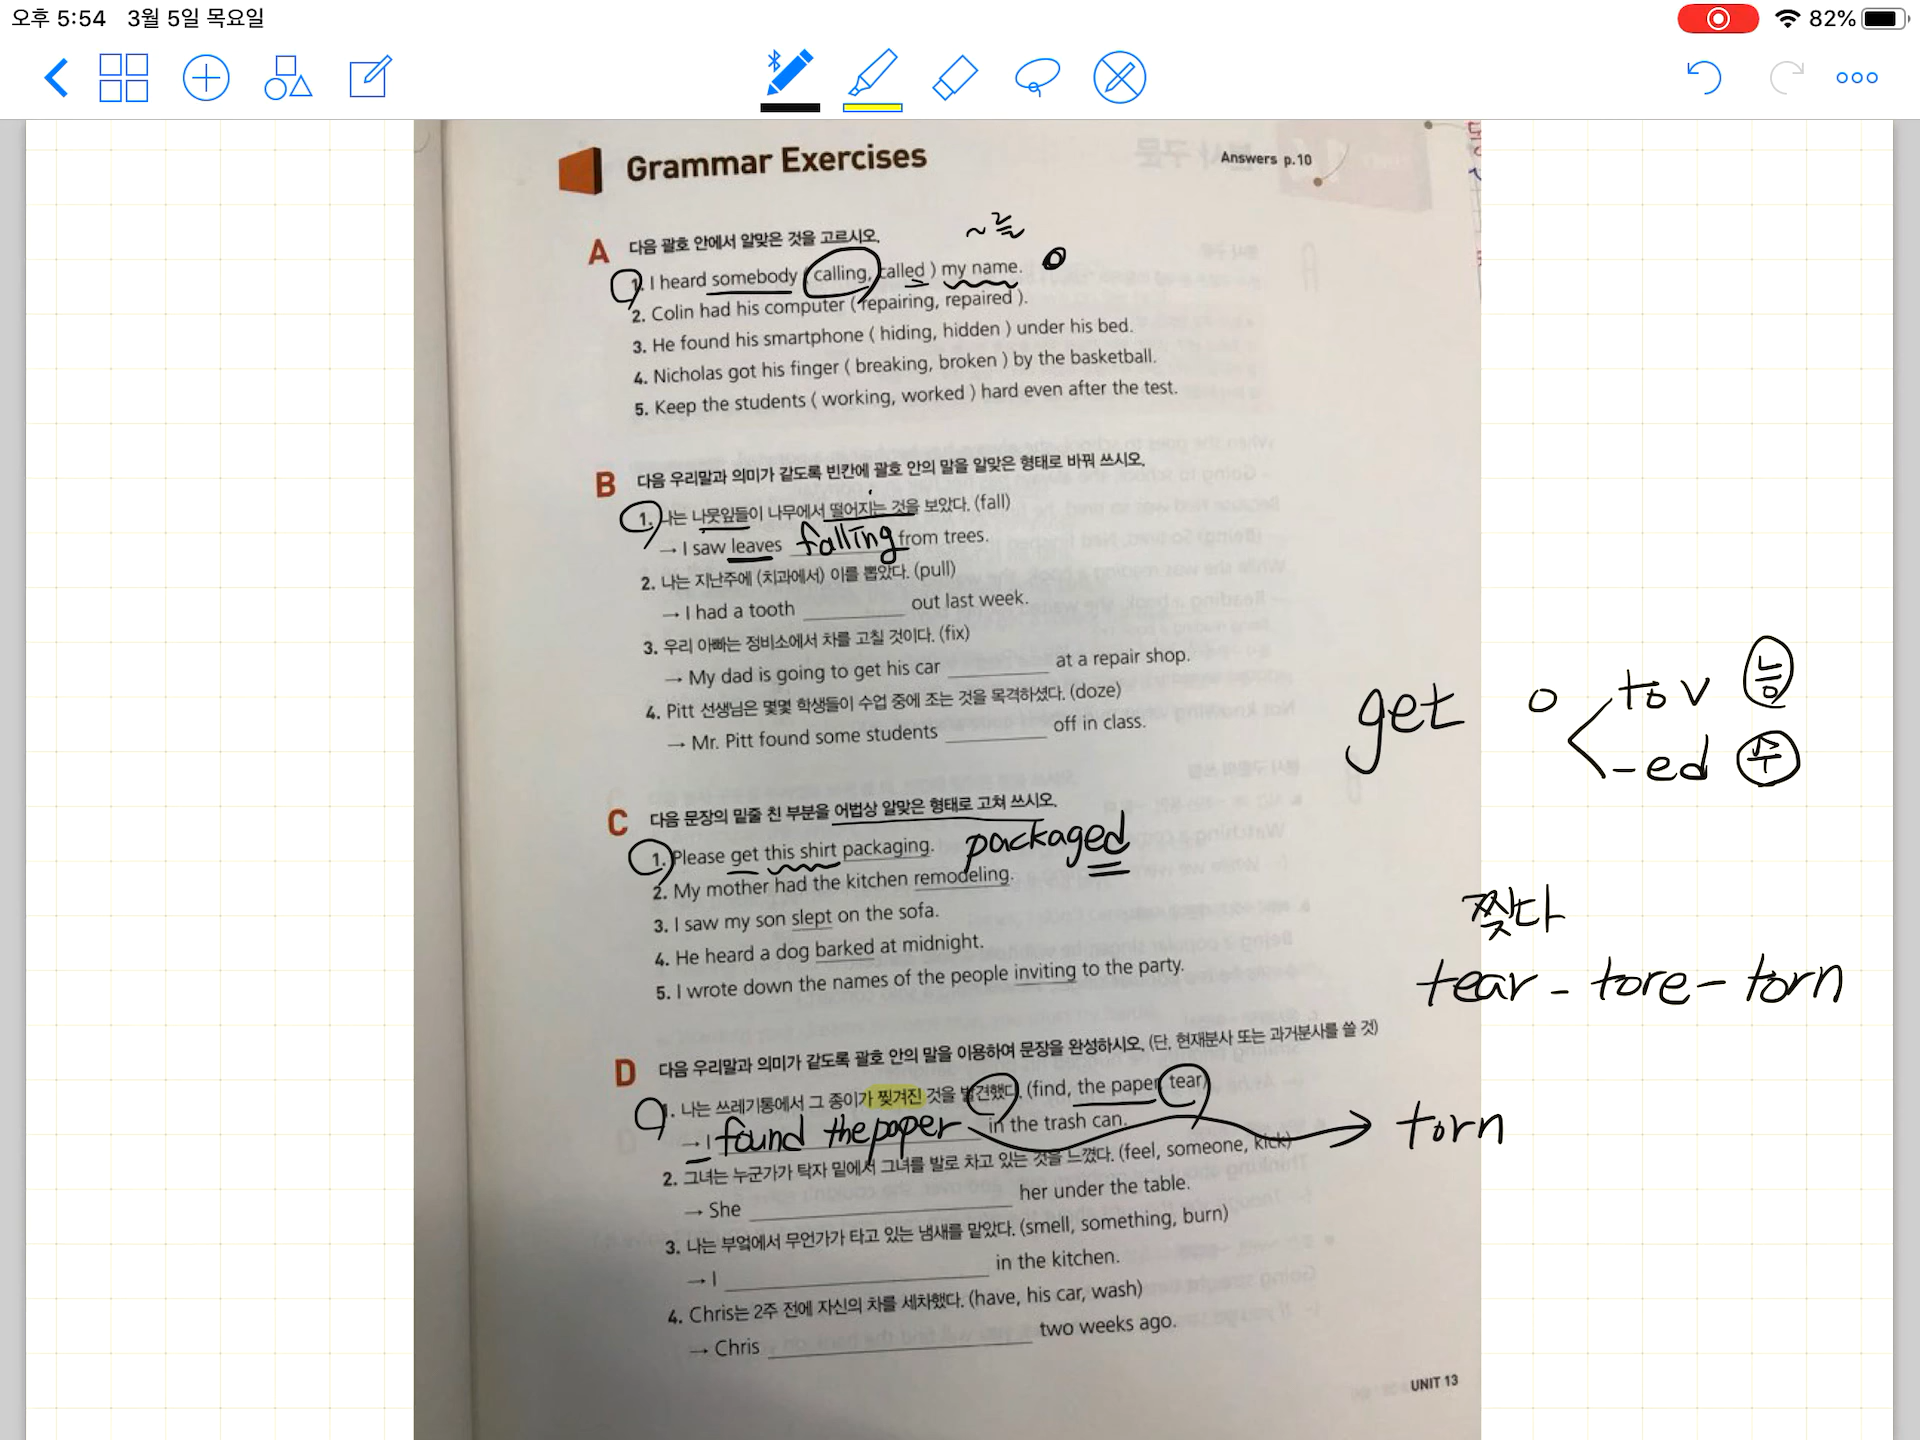 오후 5:54 3월 5일 목요일
82%
Grammar Exercises
Answers p.10
A 다음 괄호 안에서 알맞은 것을 고르시오.
~를
1. I heard somebody ( calling, called ) my name. O
2. Colin had his computer ( repairing, repaired ).
3. He found his smartphone ( hiding, hidden ) under his bed.
4. Nicholas got his finger ( breaking, broken ) by the basketball.
5. Keep the students ( working, worked ) hard even after the test.
B 다음 우리말과 의미가 같도록 빈칸에 괄호 안의 말을 알맞은 형태로 바꿔 쓰시오.
1. 나는 나뭇잎들이 나무에서 떨어지는 것을 보았다. (fall)
→ I saw leaves falling from trees.
2. 나는 지난주에 (치과에서) 이를 뽑았다. (pull)
→ I had a tooth ________ out last week.
3. 우리 아빠는 정비소에서 차를 고칠 것이다. (fix)
→ My dad is going to get his car ________ at a repair shop.
4. Pitt 선생님은 몇몇 학생들이 수업 중에 조는 것을 목격하셨다. (doze)
→ Mr. Pitt found some students ________ off in class.
get o < to v 능
-ed 수
C 다음 문장의 밑줄 친 부분을 어법상 알맞은 형태로 고쳐 쓰시오.
1. Please get this shirt packaging. packaged
2. My mother had the kitchen remodeling.
3. I saw my son slept on the sofa.
4. He heard a dog barked at midnight.
5. I wrote down the names of the people inviting to the party.
찢다
tear - tore - torn
D 다음 우리말과 의미가 같도록 괄호 안의 말을 이용하여 문장을 완성하시오. (단, 현재분사 또는 과거분사를 쓸 것)
1. 나는 쓰레기통에서 그 종이가 찢겨진 것을 발견했다. (find, the paper, tear)
→ I found the paper in the trash can. → torn
2. 그녀는 누군가가 탁자 밑에서 그녀를 발로 차고 있는 것을 느꼈다. (feel, someone, kick)
→ She ________ her under the table.
3. 나는 부엌에서 무언가가 타고 있는 냄새를 맡았다. (smell, something, burn)
→ I ________ in the kitchen.
4. Chris는 2주 전에 자신의 차를 세차했다. (have, his car, wash)
→ Chris ________ two weeks ago.
UNIT 13